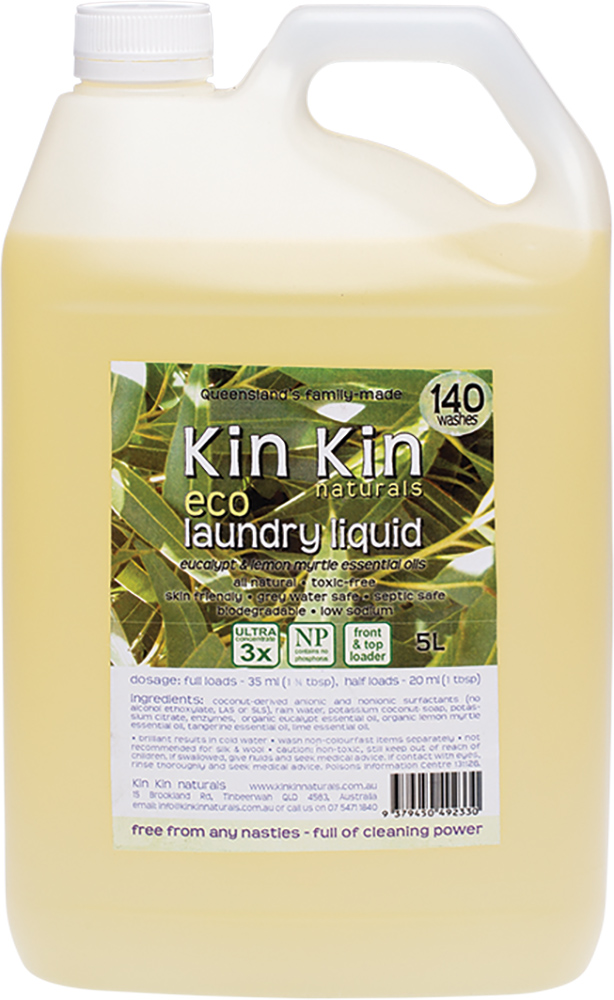 Queensland's family-made
140
washes
Kin Kin
naturals
eco
laundry liquid
eucalypt & lemon myrtle essential oils
all natural • toxic-free
skin friendly • grey water safe • septic safe
biodegradable • low sodium
ULTRA
concentrate
3x
NP
contains no
phosphorus
front
& top
loader
5L
dosage: full loads - 35 ml (1 ¾ tbsp), half loads - 20 ml (1 tbsp)
ingredients: coconut-derived anionic and nonionic surfactants (no
alcohol ethoxylate, LAS or SLS), rain water, potassium coconut soap, potas-
sium citrate, enzymes, organic eucalypt essential oil, organic lemon myrtle
essential oil, tangerine essential oil, lime essential oil.
• brilliant results in cold water • wash non-colourfast items separately • not
recommended for silk & wool • caution: non-toxic, still keep out of reach of
children. if swallowed, give fluids and seek medical advice. if contact with eyes,
rinse thoroughly and seek medical advice. Poisons Information Centre 131126.
Kin Kin naturals www.kinkinnaturals.com.au
15 Brookland Rd, Tinbeerwah QLD 4563, Australia
email: info@kinkinnaturals.com.au or call us on 07 5471 1840
9 379450 492330
free from any nasties - full of cleaning power